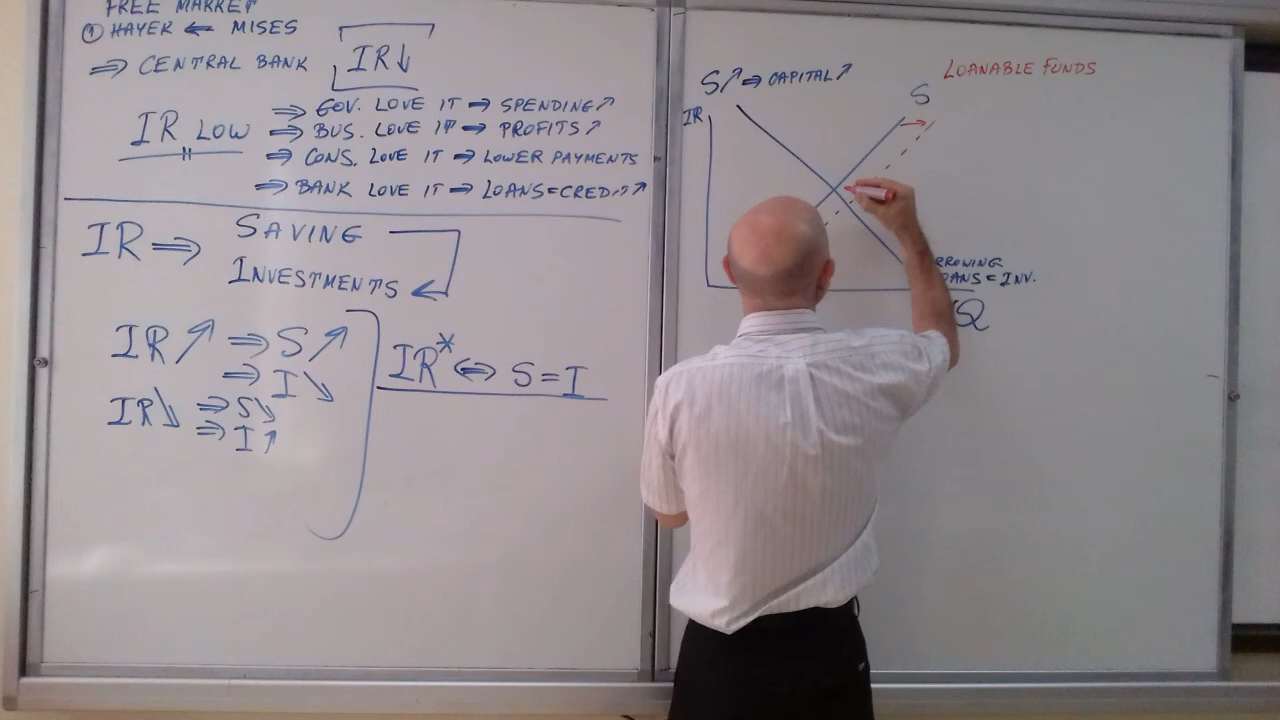 FREE MARKET
① HAYEK ⇐ MISES
⇒ CENTRAL BANK IR↓
IR LOW
⇒ GOV. LOVE IT ⇒ SPENDING↗
⇒ BUS. LOVE IT ⇒ PROFITS↗
⇒ CONS. LOVE IT ⇒ LOWER PAYMENTS
⇒ BANK LOVE IT ⇒ LOANS=CREDIT↗
IR ⇒ SAVING
INVESTMENTS
IR↗ ⇒ S↗
⇒ I↘
IR↘ ⇒ S↘
⇒ I↗
IR* ⇔ S=I
S↗ ⇒ CAPITAL↗
LOANABLE FUNDS
S
IR
RROWING
OANS = INV.
Q